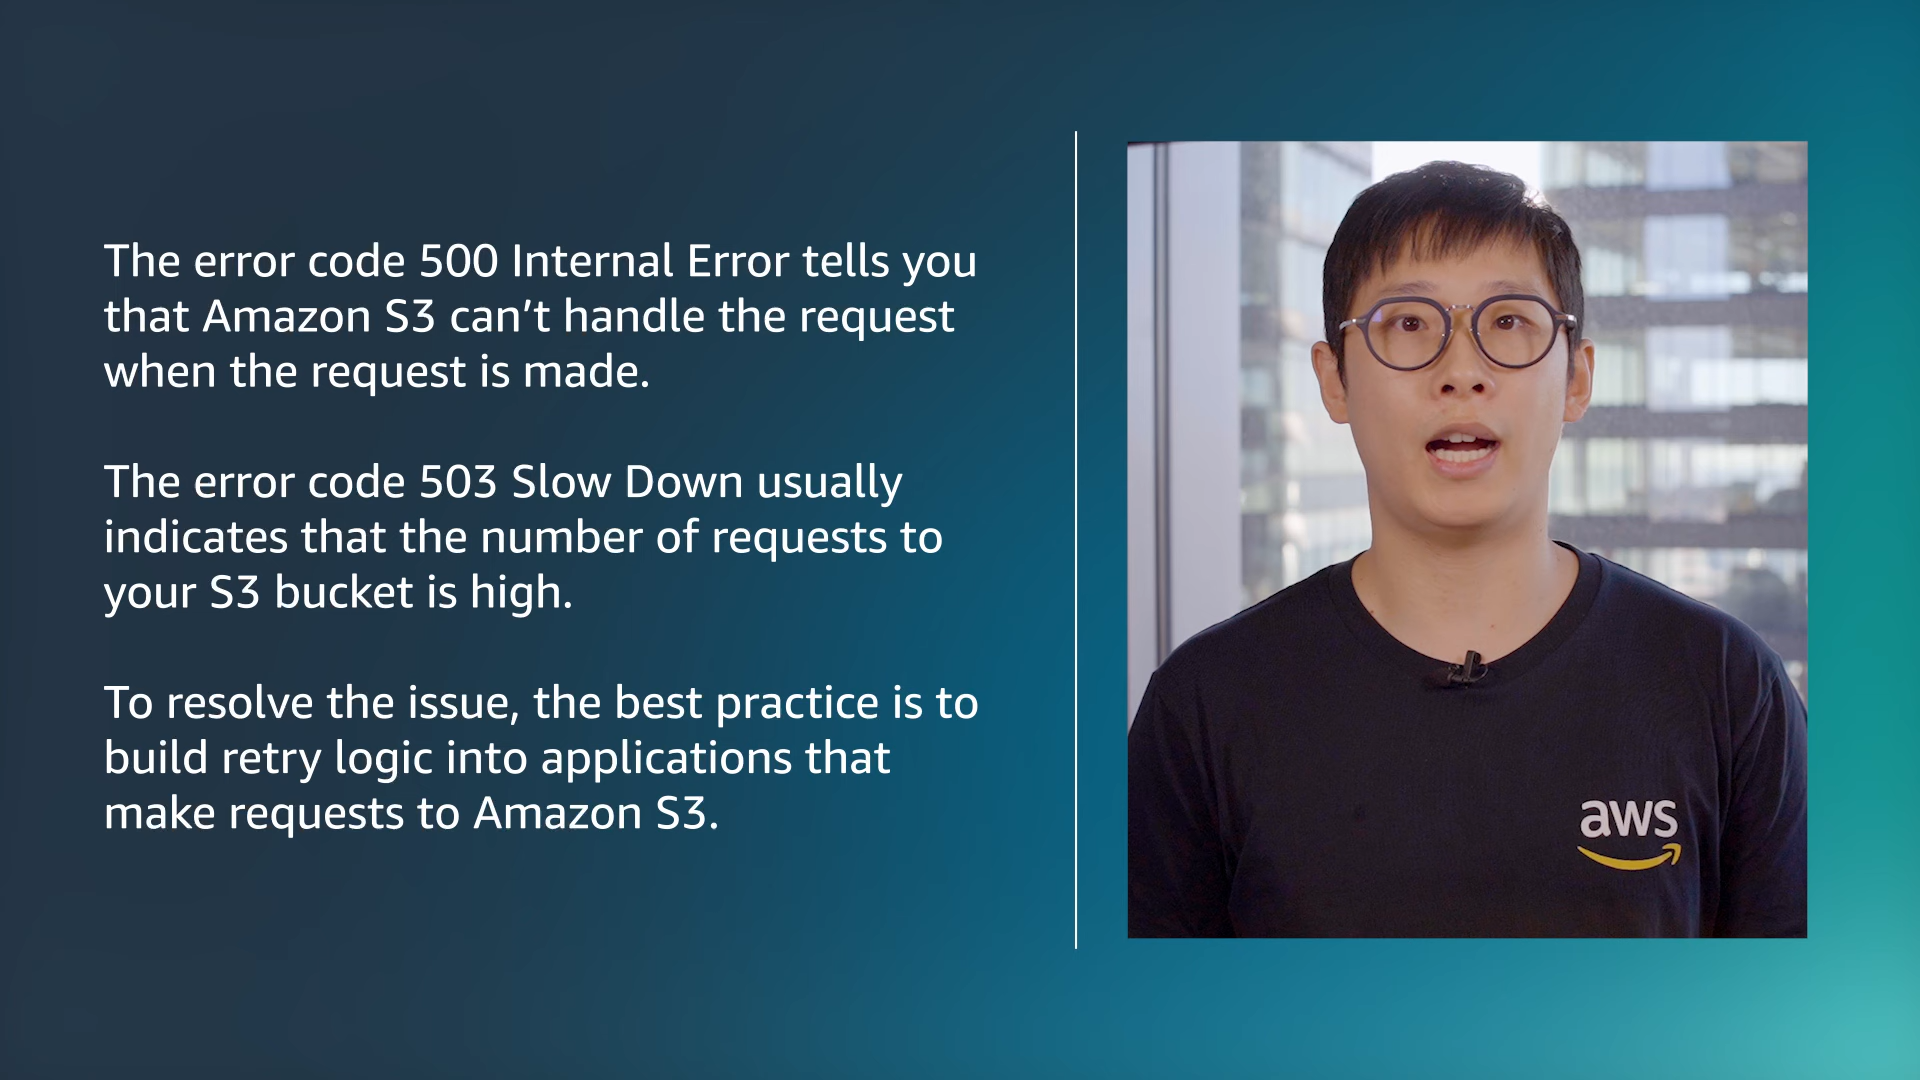 The error code 500 Internal Error tells you
that Amazon S3 can’t handle the request
when the request is made.
The error code 503 Slow Down usually
indicates that the number of requests to
your S3 bucket is high.
To resolve the issue, the best practice is to
build retry logic into applications that
make requests to Amazon S3.
aws